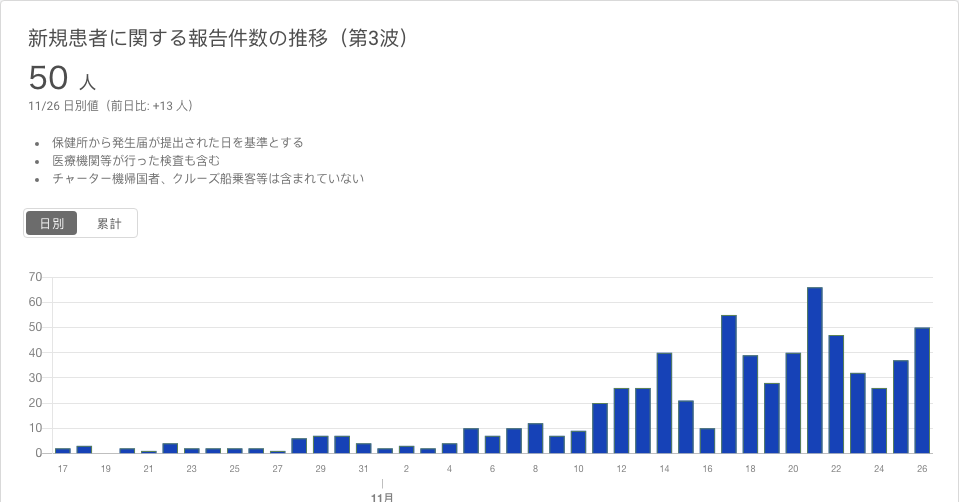 新規患者に関する報告件数の推移（第3波）
50 人
11/26 日別値（前日比: +13 人）
保健所から発生届が提出された日を基準とする
医療機関等が行った検査も含む
チャーター機帰国者、クルーズ船乗客等は含まれていない
日別 累計
70
60
50
40
30
20
10
0
17 19 21 23 25 27 29 31 2 4 6 8 10 12 14 16 18 20 22 24 26
11月